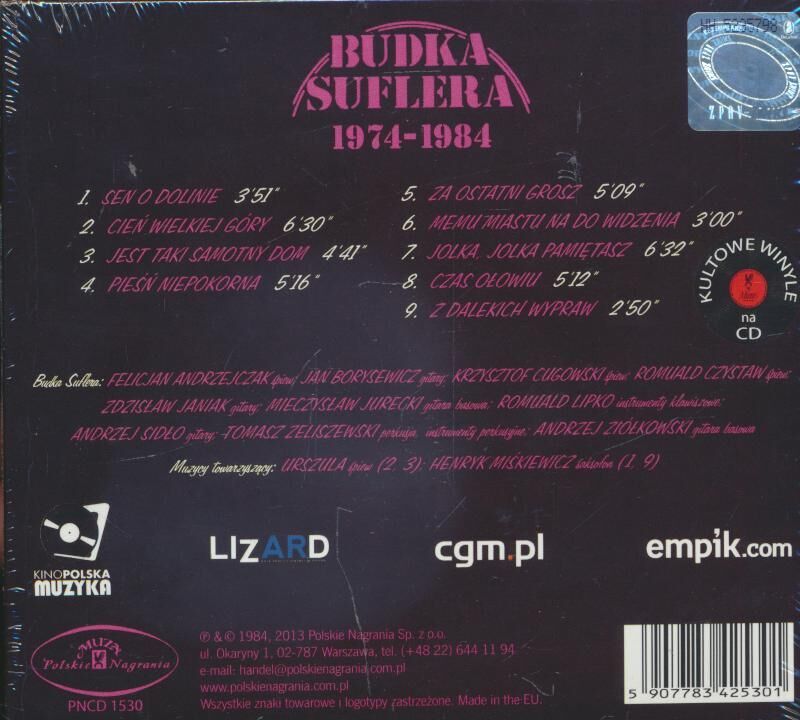 BUDKA
SUFLERA
1974-1984
1. SEN O DOLINIE 3'51"
2. CIEŃ WIELKIEJ GÓRY 6'30"
3. JEST TAKI SAMOTNY DOM 4'41"
4. PIEŚŃ NIEPOKORNA 5'16"
5. ZA OSTATNI GROSZ 5'09"
6. MEMU MIASTU NA DO WIDZENIA 3'00"
7. JOLKA, JOLKA PAMIĘTASZ 6'32"
8. CZAS OŁOWIU 5'12"
9. Z DALEKICH WYPRAW 2'50"
KULTOWE WINYLE
na
CD
Budka Suflera: FELICJAN ANDRZEJCZAK śpiew; JAN BORYSEWICZ gitary; KRZYSZTOF CUGOWSKI śpiew; ROMUALD CZYSTAW śpiew;
ZDZISŁAW JANIAK gitary; MIECZYSŁAW JURECKI gitara basowa; ROMUALD LIPKO instrumenty klawiszowe;
ANDRZEJ SIDŁO gitary; TOMASZ ZELISZEWSKI perkusja, instrumenty perkusyjne; ANDRZEJ ZIÓŁKOWSKI gitara basowa
Muzycy towarzyszący: URSZULA śpiew (2, 3); HENRYK MIŚKIEWICZ saksofon (1, 9)
KINOPOLSKA
MUZYKA
LIZARD
cgm.pl
empik.com
MUZA
Polskie Nagrania
PNCD 1530
℗ & © 1984, 2013 Polskie Nagrania Sp. z o.o.
ul. Okaryny 1, 02-787 Warszawa, tel. (+48 22) 644 11 94
e-mail: handel@polskienagrania.com.pl
www.polskienagrania.com.pl
Wszystkie znaki towarowe i logotypy zastrzeżone. Made in the EU.
5 907783 425301
ZPAV